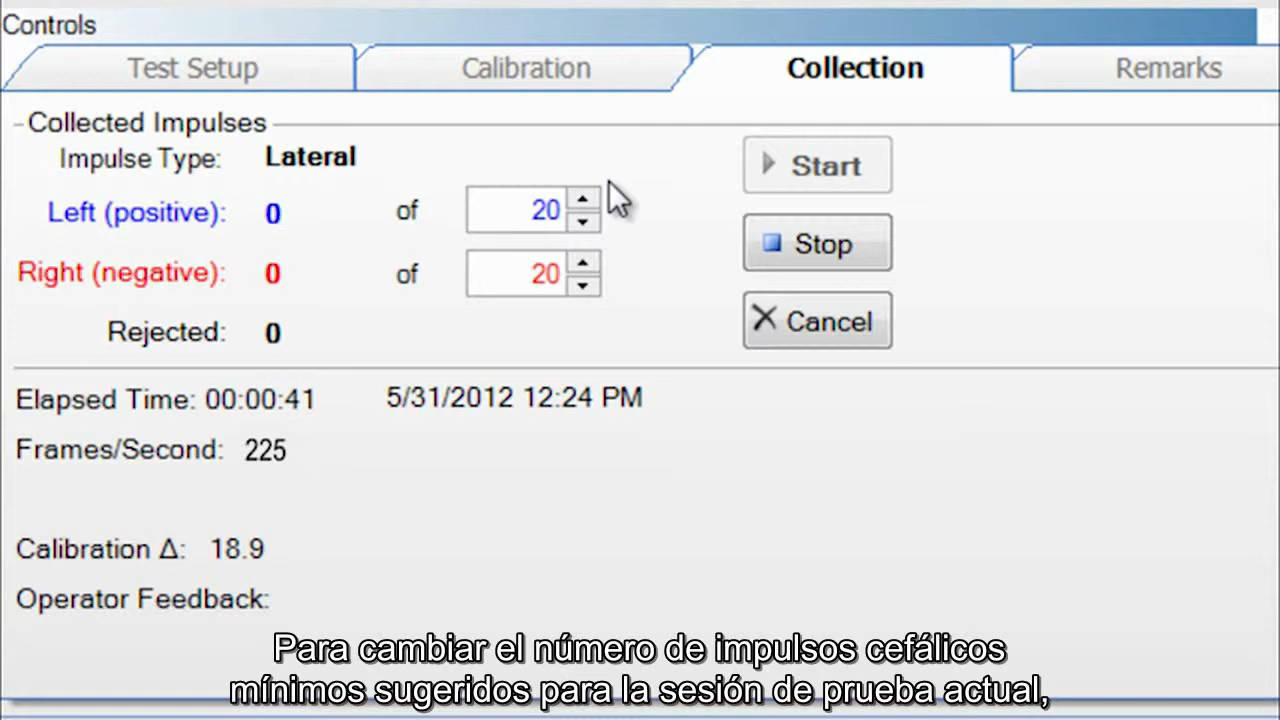 Controls
Test Setup Calibration Collection Remarks
Collected Impulses
Impulse Type: Lateral
Start
Left (positive): 0 of 20
Stop
Right (negative): 0 of 20
Cancel
Rejected: 0
Elapsed Time: 00:00:41 5/31/2012 12:24 PM
Frames/Second: 225
Calibration Δ: 18.9
Operator Feedback:
Para cambiar el número de impulsos cefálicos
mínimos sugeridos para la sesión de prueba actual,